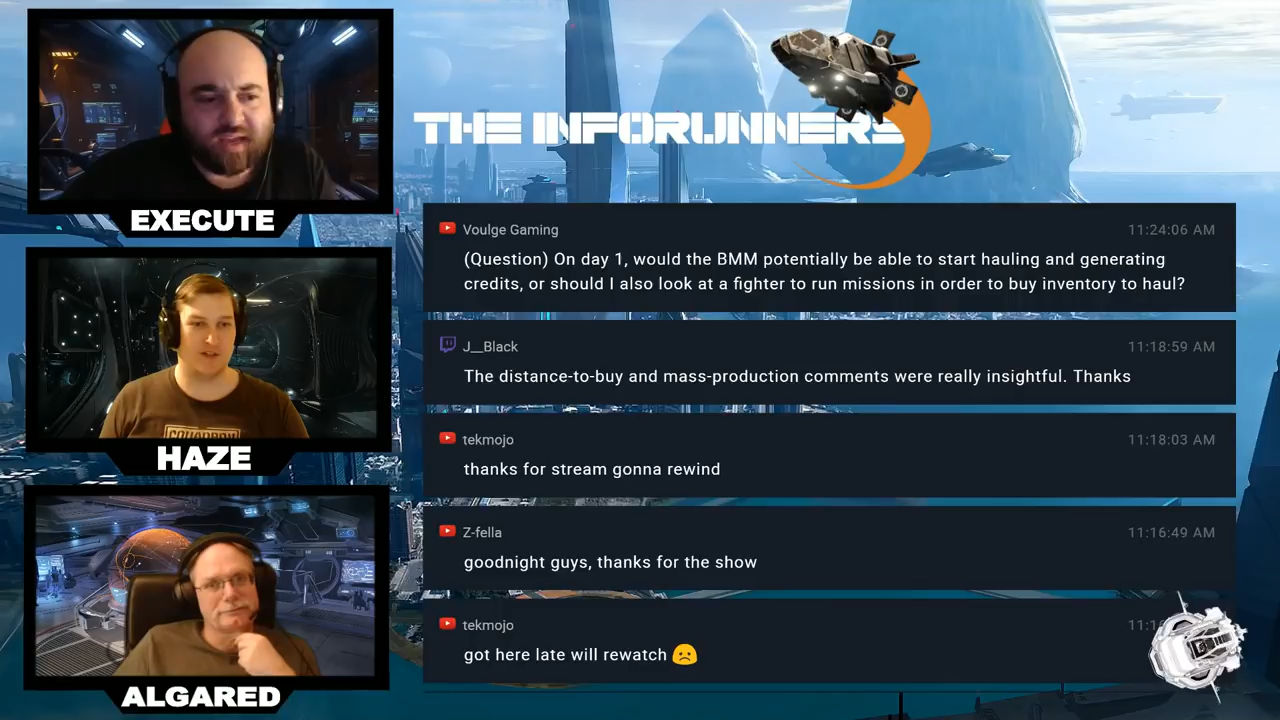 THE INFORUNNERS
EXECUTE
Voulge Gaming 11:24:06 AM
(Question) On day 1, would the BMM potentially be able to start hauling and generating
credits, or should I also look at a fighter to run missions in order to buy inventory to haul?
J__Black 11:18:59 AM
The distance-to-buy and mass-production comments were really insightful. Thanks
HAZE
SQUADRON
tekmojo 11:18:03 AM
thanks for stream gonna rewind
Z-fella 11:16:49 AM
goodnight guys, thanks for the show
tekmojo
got here late will rewatch ☹️
ALGARED